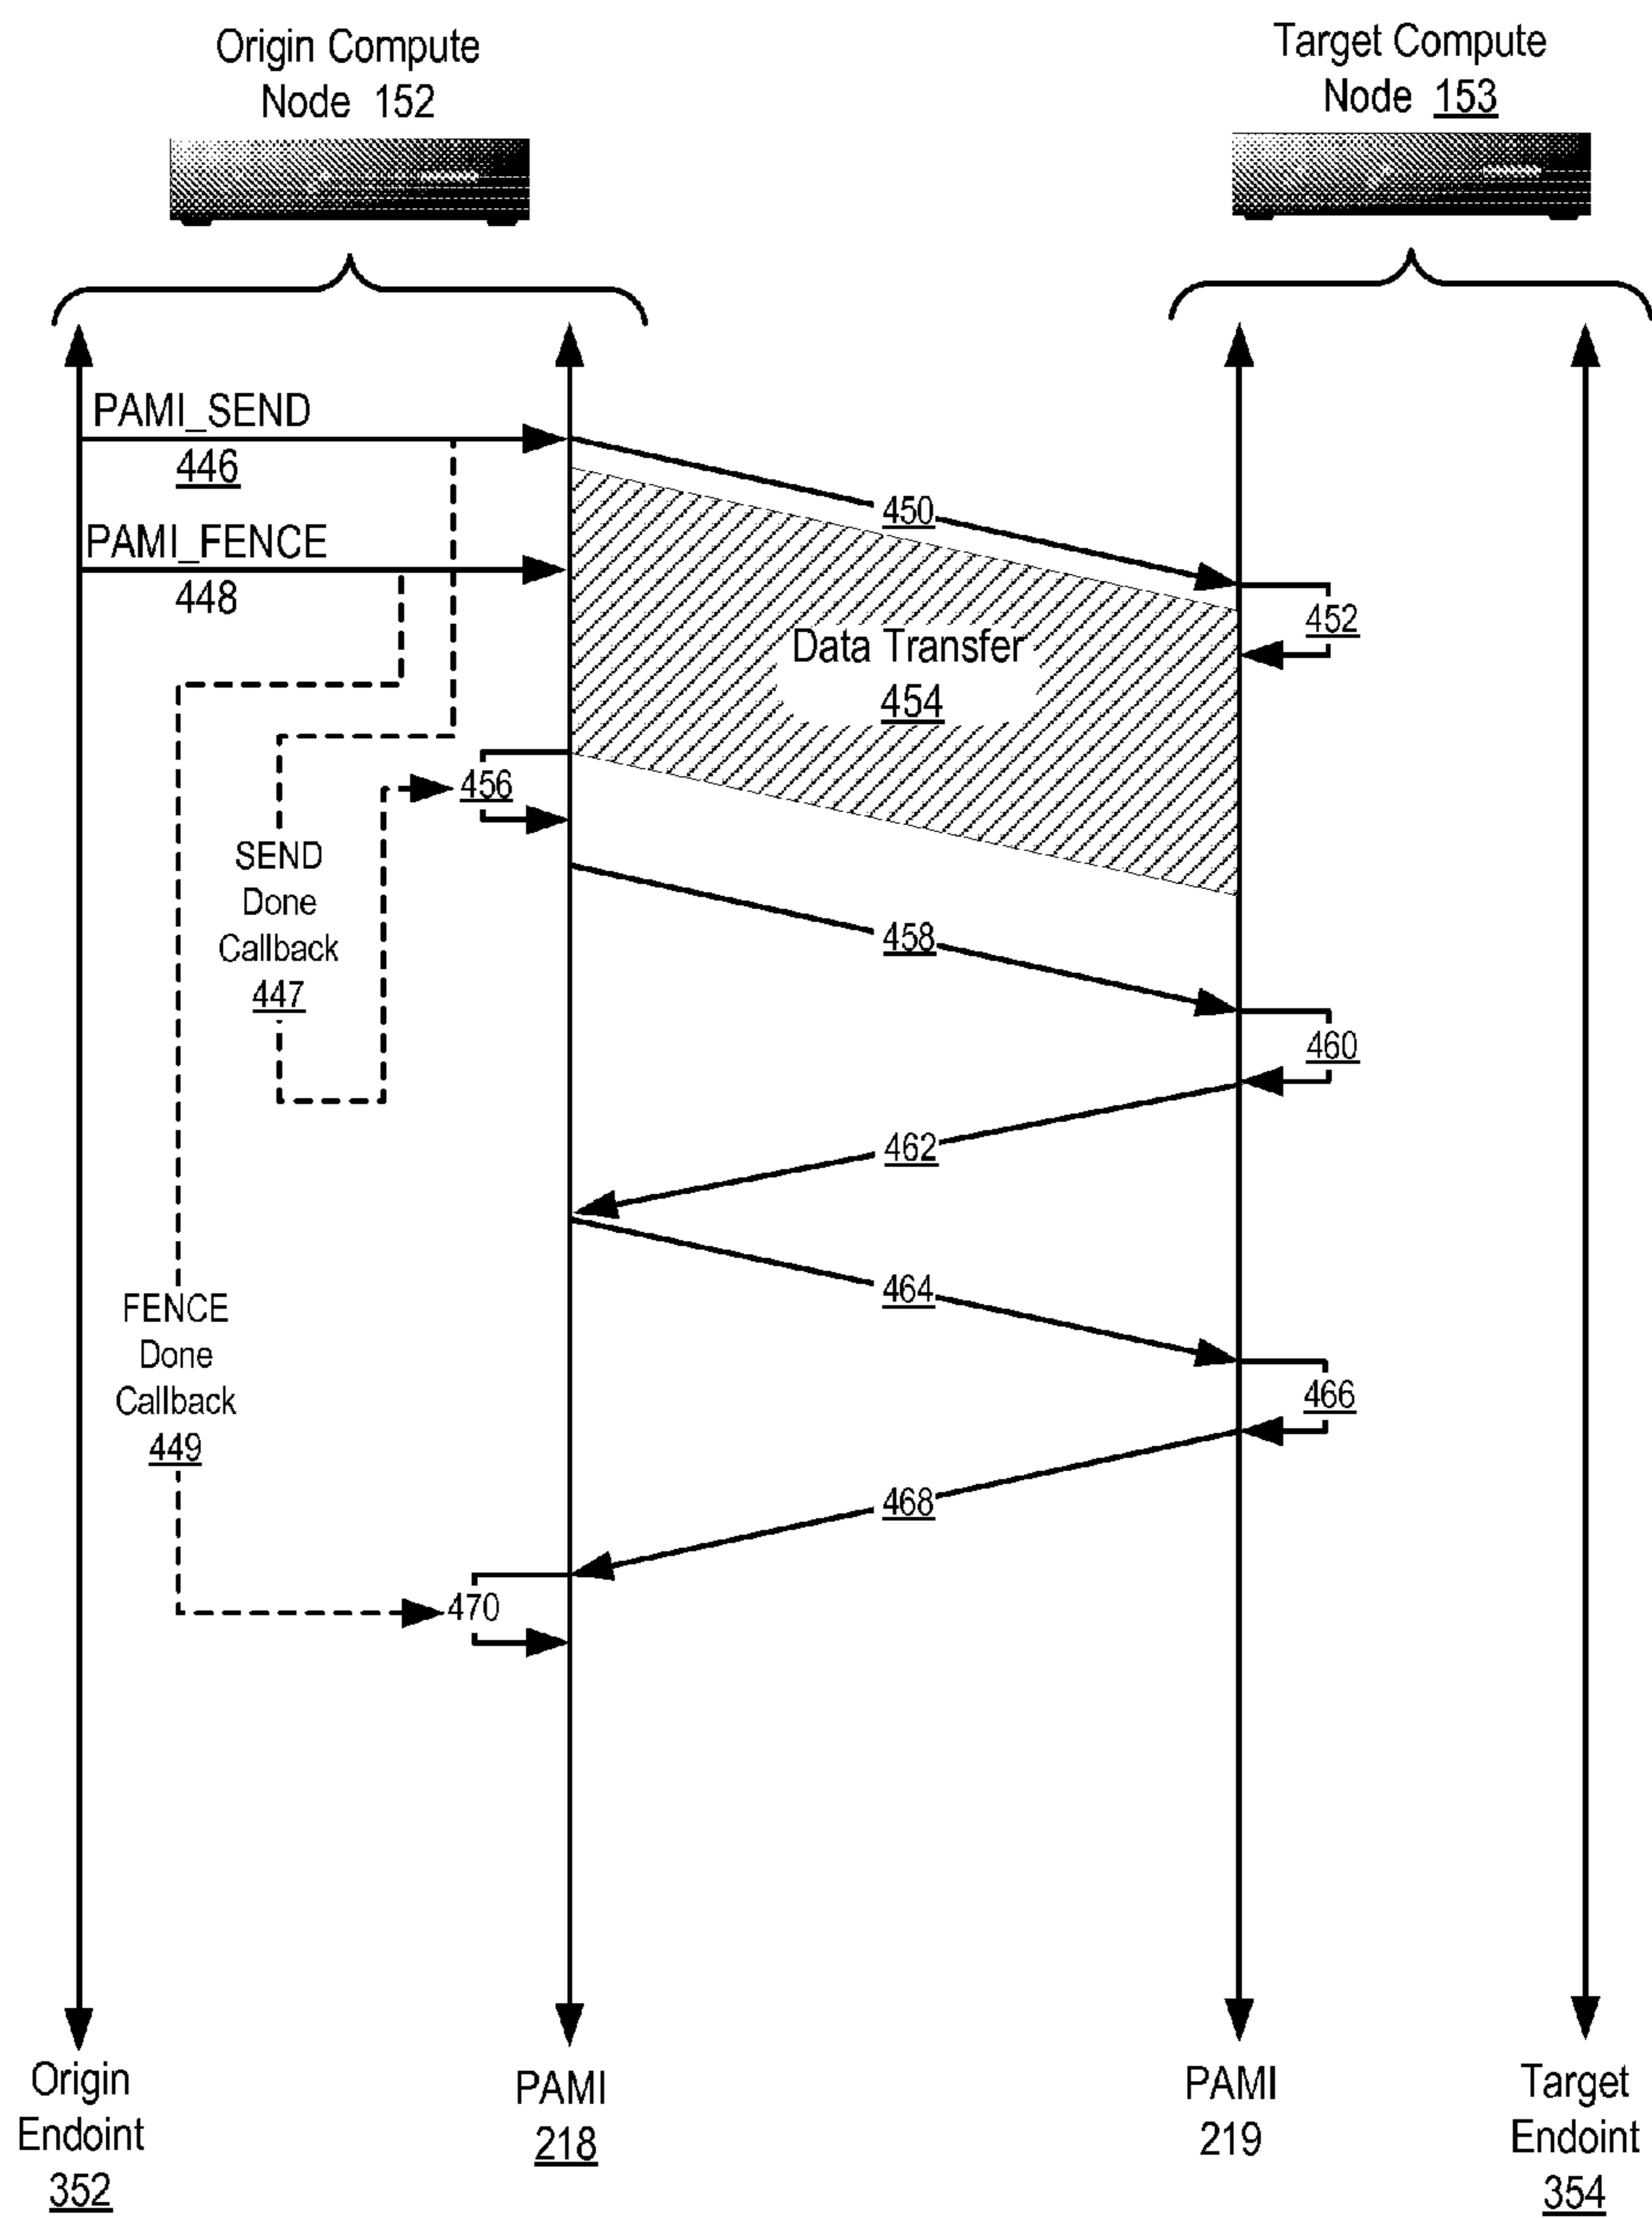 Origin Compute
Node 152
Target Compute
Node 153
PAMI_SEND
446
PAMI_FENCE
448
450
452
Data Transfer
454
456
SEND
Done
Callback
447
458
460
462
464
FENCE
Done
Callback
449
466
468
470
Origin
Endoint
352
PAMI
218
PAMI
219
Target
Endoint
354